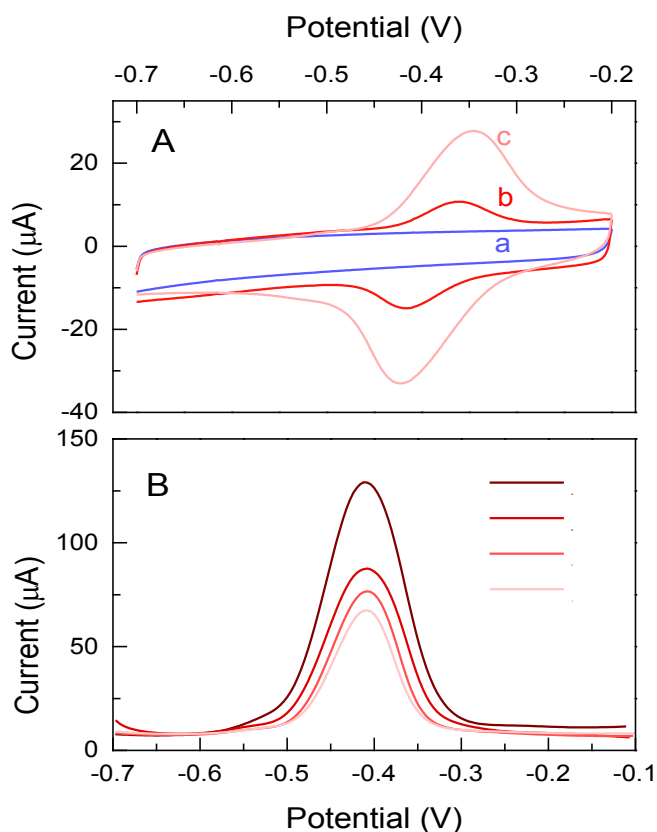 Potential (V)
-0.7 -0.6 -0.5 -0.4 -0.3 -0.2
A
c
b
a
20
0
-20
-40
Current (μA)
B
150
100
50
0
Current (μA)
-0.7 -0.6 -0.5 -0.4 -0.3 -0.2 -0.1
Potential (V)